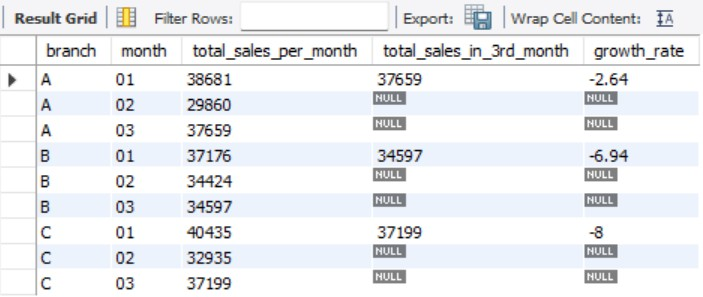 Result Grid Filter Rows: Export: Wrap Cell Content: IA
branch month total_sales_per_month total_sales_in_3rd_month growth_rate
A 01 38681 37659 -2.64
A 02 29860 NULL NULL
A 03 37659 NULL NULL
B 01 37176 34597 -6.94
B 02 34424 NULL NULL
B 03 34597 NULL NULL
C 01 40435 37199 -8
C 02 32935 NULL NULL
C 03 37199 NULL NULL